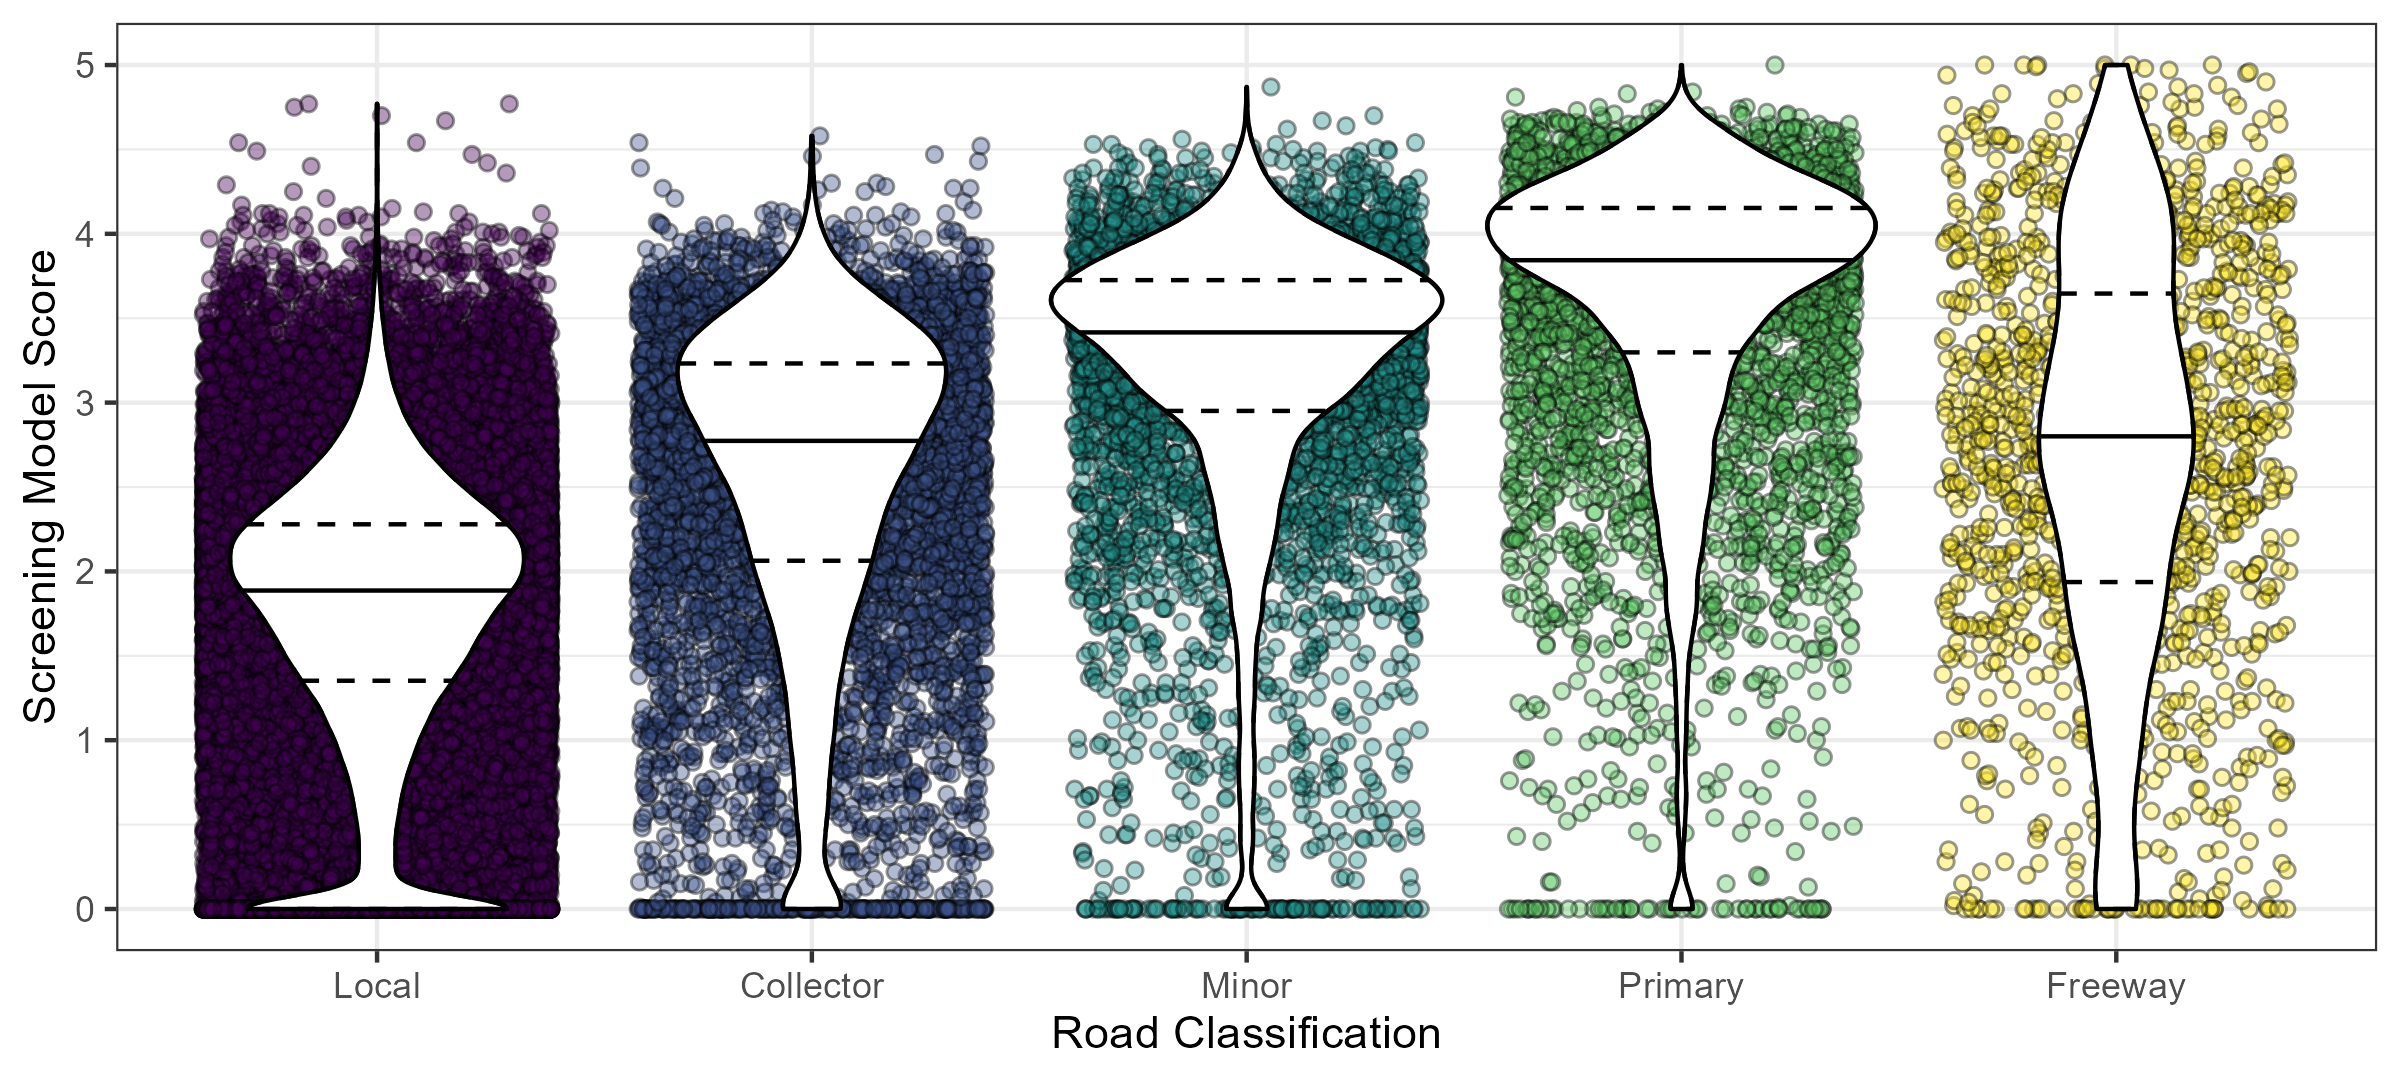 Screening Model Score
5
4
3
2
1
0
Local Collector Minor Primary Freeway
Road Classification